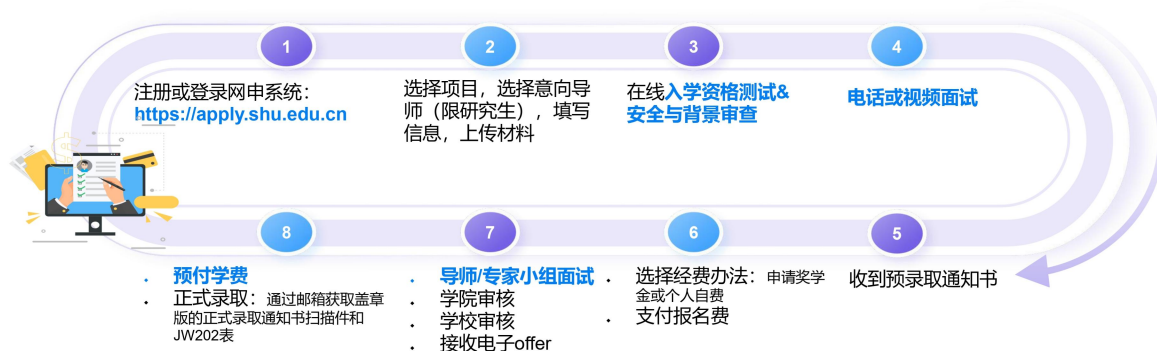 1
注册或登录网申系统：
https://apply.shu.edu.cn
2
选择项目，选择意向导
师（限研究生），填写
信息，上传材料
3
在线入学资格测试&
安全与背景审查
4
电话或视频面试
5
收到预录取通知书
6
• 选择经费办法：申请奖学
金或个人自费
• 支付报名费
7
• 导师/专家小组面试
• 学院审核
• 学校审核
• 接收电子offer
8
• 预付学费
• 正式录取：通过邮箱获取盖章
版的正式录取通知书扫描件和
JW202表